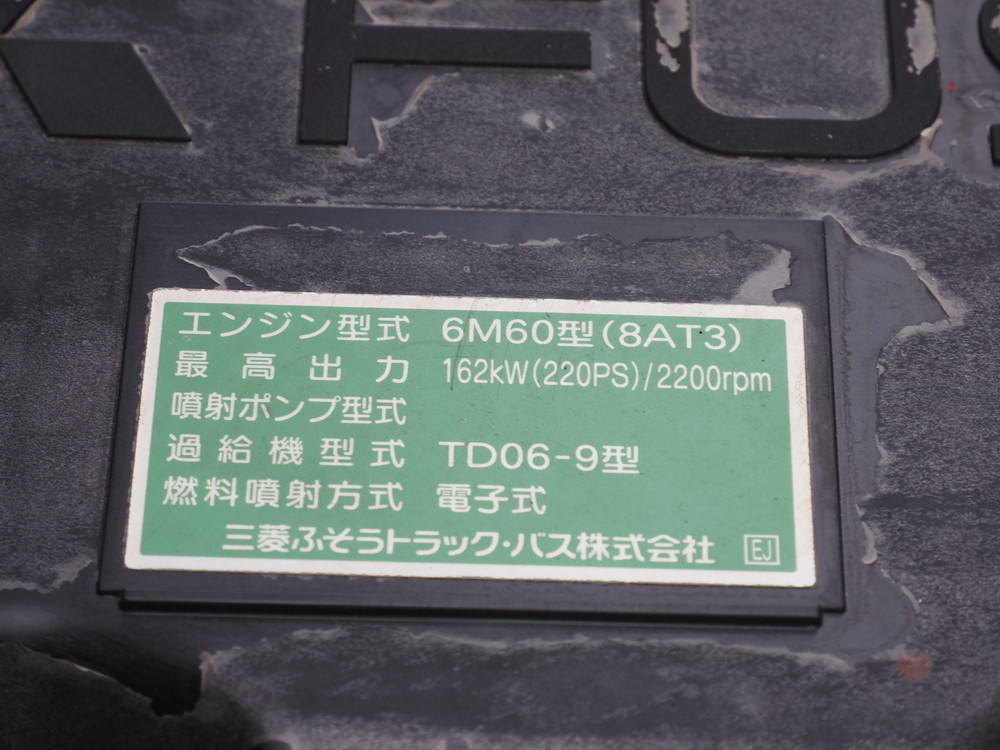 FUS
エンジン型式 6M60型(8AT3)
最高出力 162kW(220PS)/2200rpm
噴射ポンプ型式
過給機型式 TD06-9型
燃料噴射方式 電子式
三菱ふそうトラック・バス株式会社 EJ